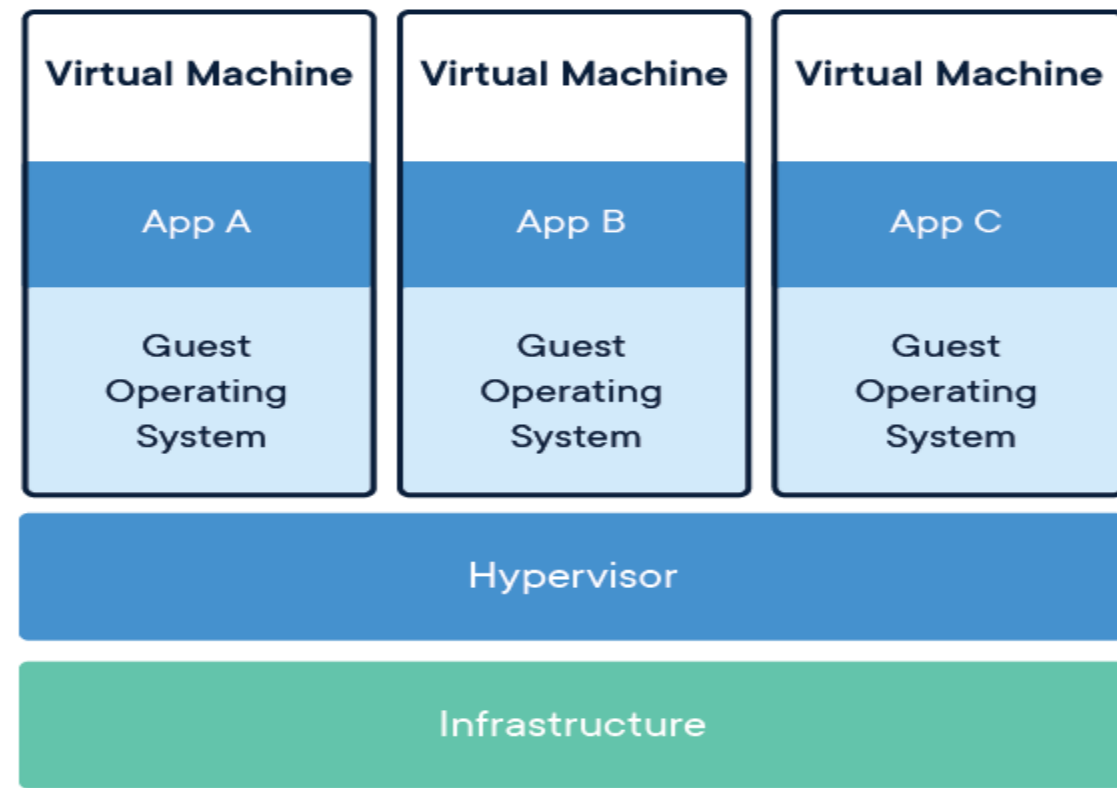 Virtual Machine
App A
Guest
Operating
System
Virtual Machine
App B
Guest
Operating
System
Virtual Machine
App C
Guest
Operating
System
Hypervisor
Infrastructure